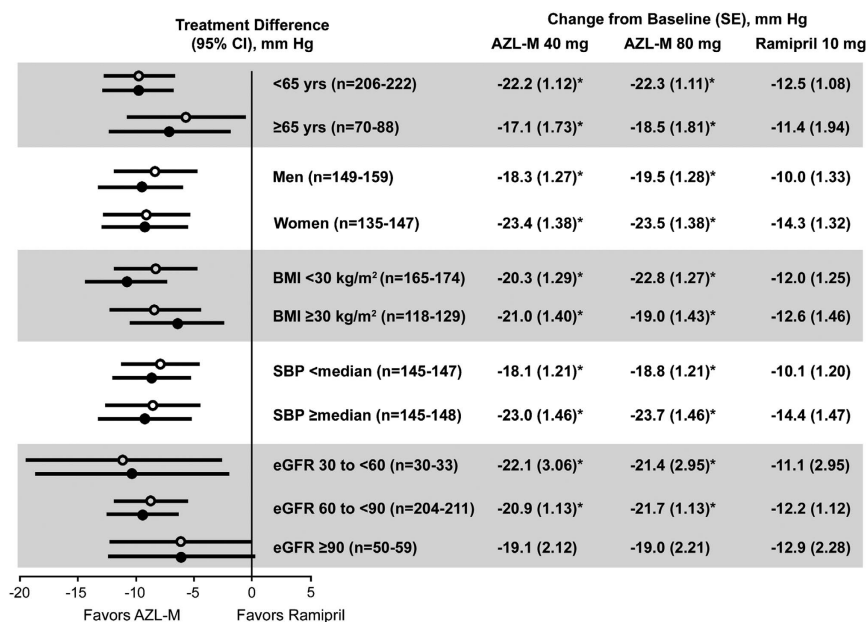 Treatment Difference
(95% CI), mm Hg
Change from Baseline (SE), mm Hg
AZL-M 40 mg AZL-M 80 mg Ramipril 10 mg
<65 yrs (n=206-222) -22.2 (1.12)* -22.3 (1.11)* -12.5 (1.08)
≥65 yrs (n=70-88) -17.1 (1.73)* -18.5 (1.81)* -11.4 (1.94)
Men (n=149-159) -18.3 (1.27)* -19.5 (1.28)* -10.0 (1.33)
Women (n=135-147) -23.4 (1.38)* -23.5 (1.38)* -14.3 (1.32)
BMI <30 kg/m² (n=165-174) -20.3 (1.29)* -22.8 (1.27)* -12.0 (1.25)
BMI ≥30 kg/m² (n=118-129) -21.0 (1.40)* -19.0 (1.43)* -12.6 (1.46)
SBP <median (n=145-147) -18.1 (1.21)* -18.8 (1.21)* -10.1 (1.20)
SBP ≥median (n=145-148) -23.0 (1.46)* -23.7 (1.46)* -14.4 (1.47)
eGFR 30 to <60 (n=30-33) -22.1 (3.06)* -21.4 (2.95)* -11.1 (2.95)
eGFR 60 to <90 (n=204-211) -20.9 (1.13)* -21.7 (1.13)* -12.2 (1.12)
eGFR ≥90 (n=50-59) -19.1 (2.12) -19.0 (2.21) -12.9 (2.28)
-20 -15 -10 -5 0 5
Favors AZL-M Favors Ramipril